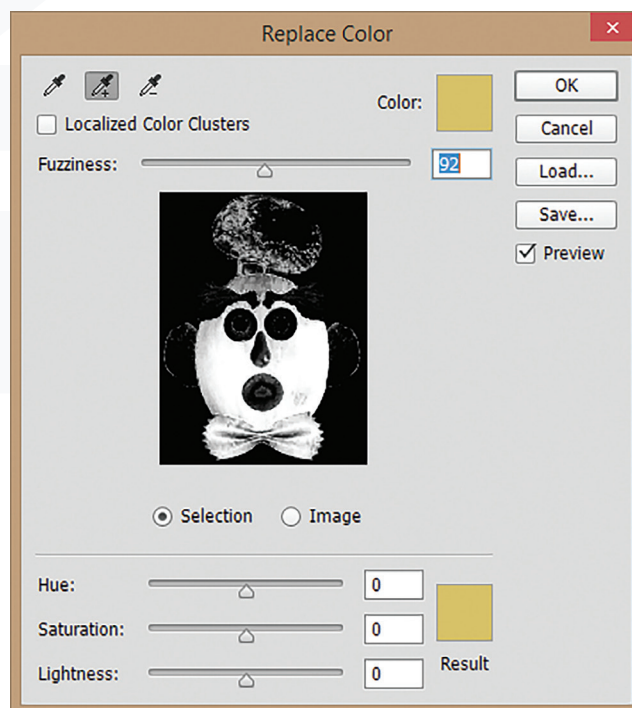 Replace Color
Color:
OK
Localized Color Clusters
Cancel
Fuzziness:
92
Load...
Save...
Preview
Selection
Image
Hue:
0
Saturation:
0
Lightness:
0
Result